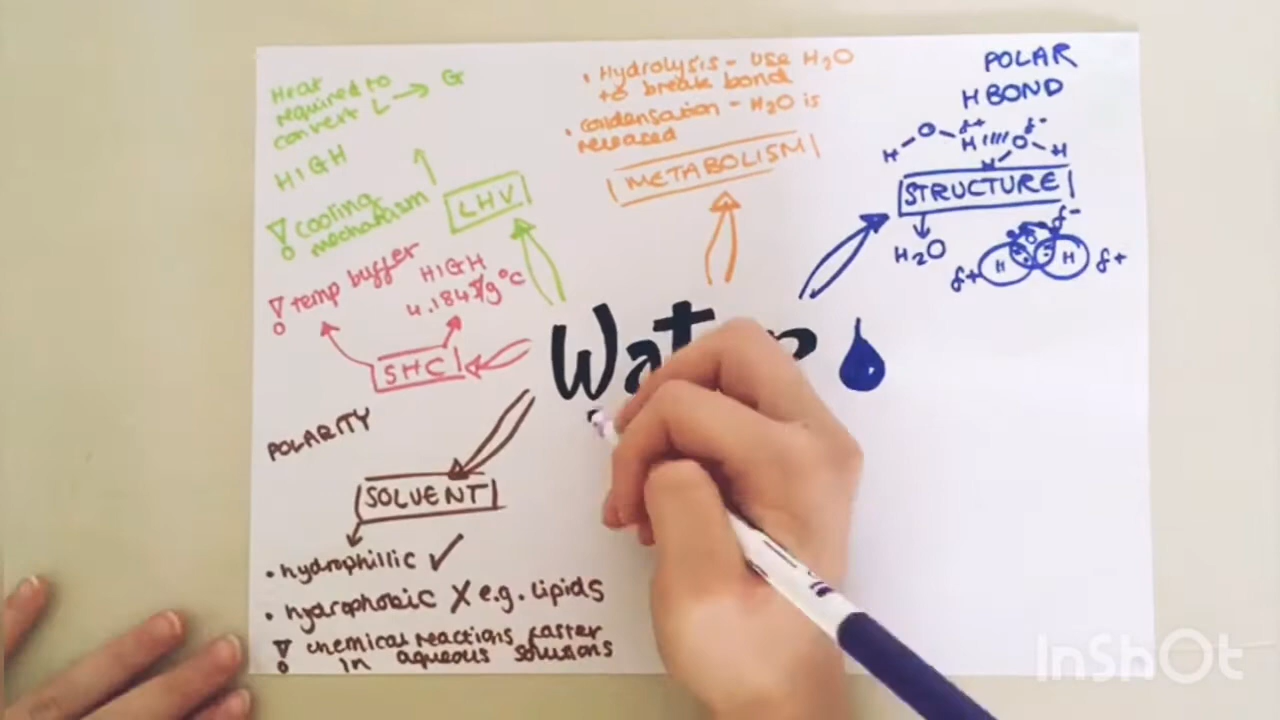 Heat
required to
convert L → G
HIGH
! cooling
mechanism
LHV
• Hydrolysis - use H2O
to break bond
• condensation - H2O is
released
METABOLISM
POLAR
H BOND
H O H δ+ δ- O H H
STRUCTURE
H2O
δ- δ+ H O H δ+
! temp buffer
HIGH
4.184J/g°C
SHC
Wat
POLARITY
SOLVENT
• hydrophillic ✓
• hydrophobic X e.g. lipids
! chemical reactions faster
in aqueous solutions
InShOt